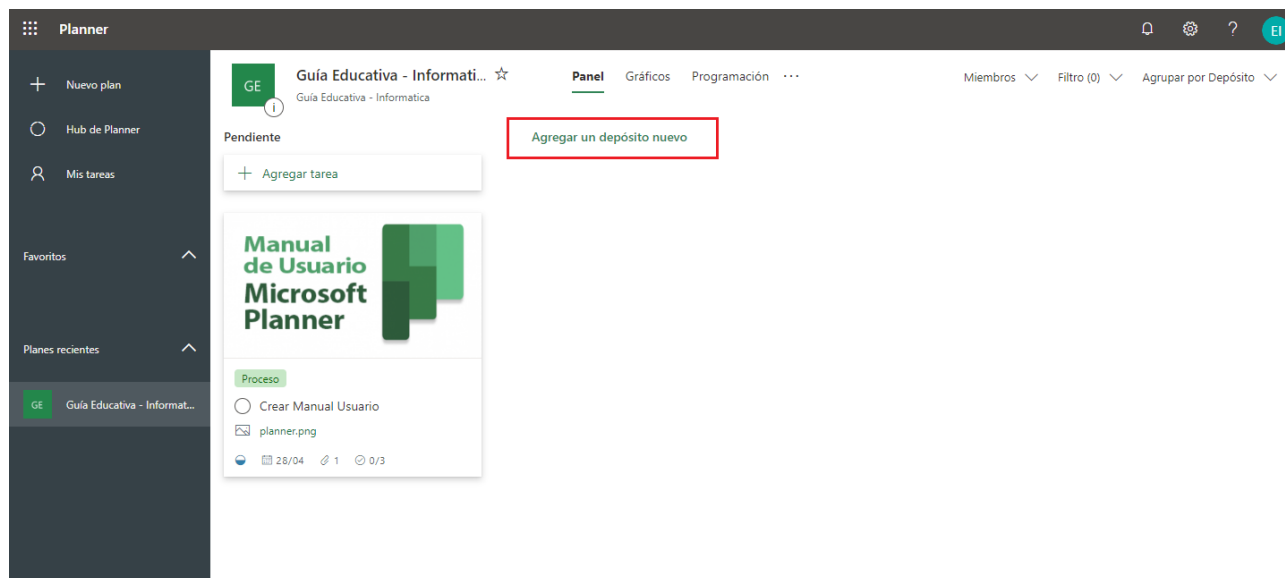 Planner
EI
Nuevo plan
Hub de Planner
Mis tareas
Favoritos
Planes recientes
GE Guía Educativa - Informat...
GE
Guía Educativa - Informati...
Guía Educativa - Informatica
Panel Gráficos Programación ...
Miembros Filtro (0) Agrupar por Depósito
Pendiente
Agregar un depósito nuevo
+ Agregar tarea
Manual
de Usuario
Microsoft
Planner
Proceso
Crear Manual Usuario
planner.png
28/04 1 0/3